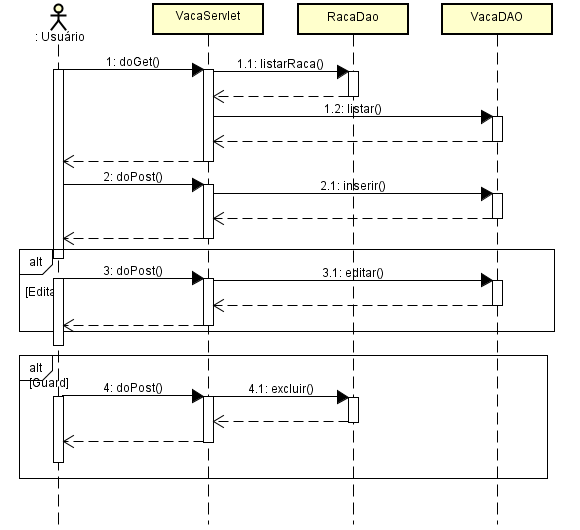 VacaServlet
RacaDao
VacaDAO
: Usuário
1: doGet()
1.1: listarRaca()
1.2: listar()
2: doPost()
2.1: inserir()
alt
3: doPost()
3.1: editar()
[Edita
alt
[Guard]
4: doPost()
4.1: excluir()